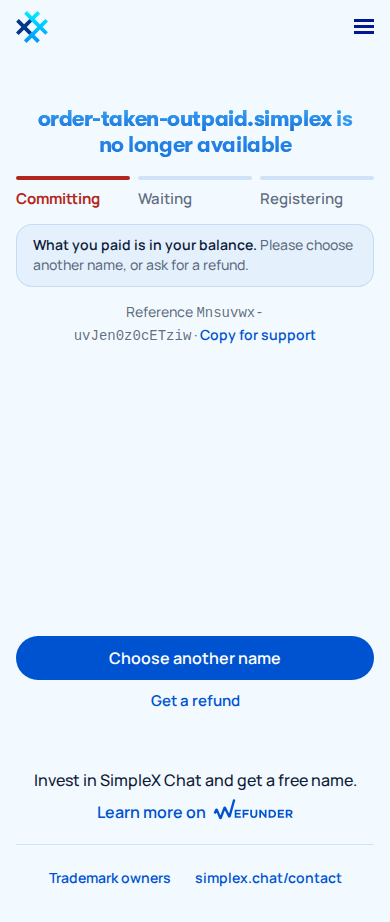 order-taken-outpaid.simplex is
no longer available
Committing Waiting Registering
What you paid is in your balance. Please choose
another name, or ask for a refund.
Reference Mnsuvwx-
uvJen0z0cETziw · Copy for support
Choose another name
Get a refund
Invest in SimpleX Chat and get a free name.
Learn more on WEFUNDER
Trademark owners simplex.chat/contact